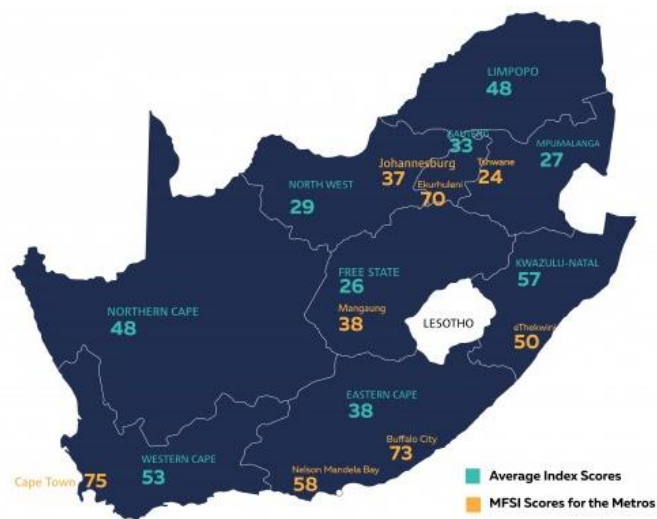 LIMPOPO
48
GAUTENG
33
MPUMALANGA
27
Johannesburg
37
Tshwane
24
Ekurhuleni
70
NORTH WEST
29
FREE STATE
26
Mangaung
38
KWAZULU-NATAL
57
NORTHERN CAPE
48
LESOTHO
eThekwini
50
EASTERN CAPE
38
Buffalo City
73
WESTERN CAPE
53
Nelson Mandela Bay
58
Cape Town 75
Average Index Scores
MFSI Scores for the Metros